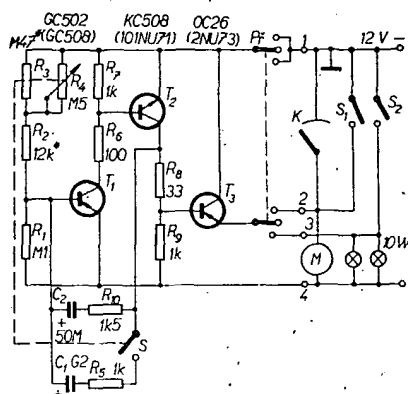 GC502 KC508 OC26
(GC508) (101NU71) (2NU73)
M47*
Př
1
12 V –
R3
R4
M5
R7
1k
T2
K
S1
S2
R2
12k*
R6
100
R8
33
T1
T3
2
3
R1
M1
R9
1k
M
10W
4
C2
R10
+
50M
1k5
S
C1
G2
R5
1k
+